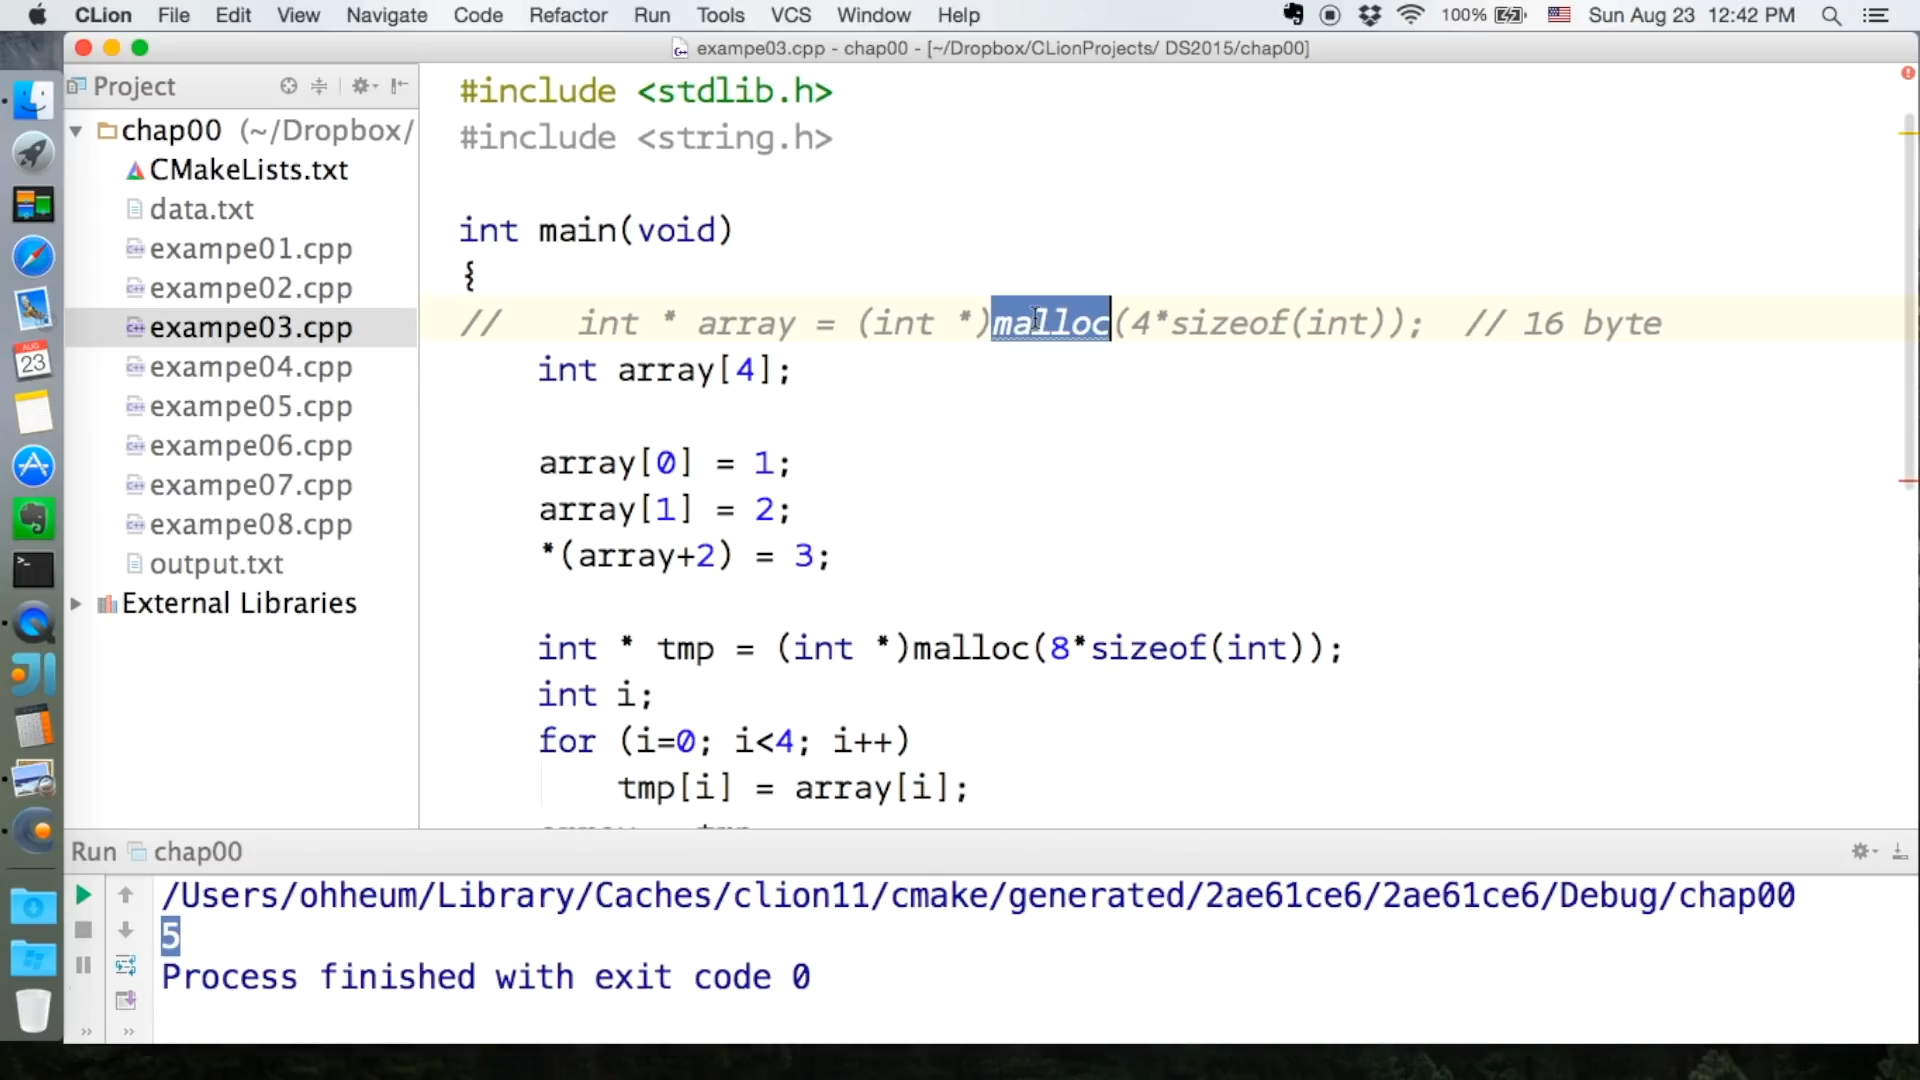 CLion File Edit View Navigate Code Refactor Run Tools VCS Window Help 100% Sun Aug 23 12:42 PM
exampe03.cpp - chap00 - [~/Dropbox/CLionProjects/ DS2015/chap00]
Project
chap00 (~/Dropbox/
CMakeLists.txt
data.txt
exampe01.cpp
exampe02.cpp
exampe03.cpp
exampe04.cpp
exampe05.cpp
exampe06.cpp
exampe07.cpp
exampe08.cpp
output.txt
External Libraries
AUG
23
#include <stdlib.h>
#include <string.h>
int main(void)
{
// int * array = (int *)malloc(4*sizeof(int)); // 16 byte
int array[4];
array[0] = 1;
array[1] = 2;
*(array+2) = 3;
int * tmp = (int *)malloc(8*sizeof(int));
int i;
for (i=0; i<4; i++)
tmp[i] = array[i];
Run chap00
/Users/ohheum/Library/Caches/clion11/cmake/generated/2ae61ce6/2ae61ce6/Debug/chap00
5
Process finished with exit code 0